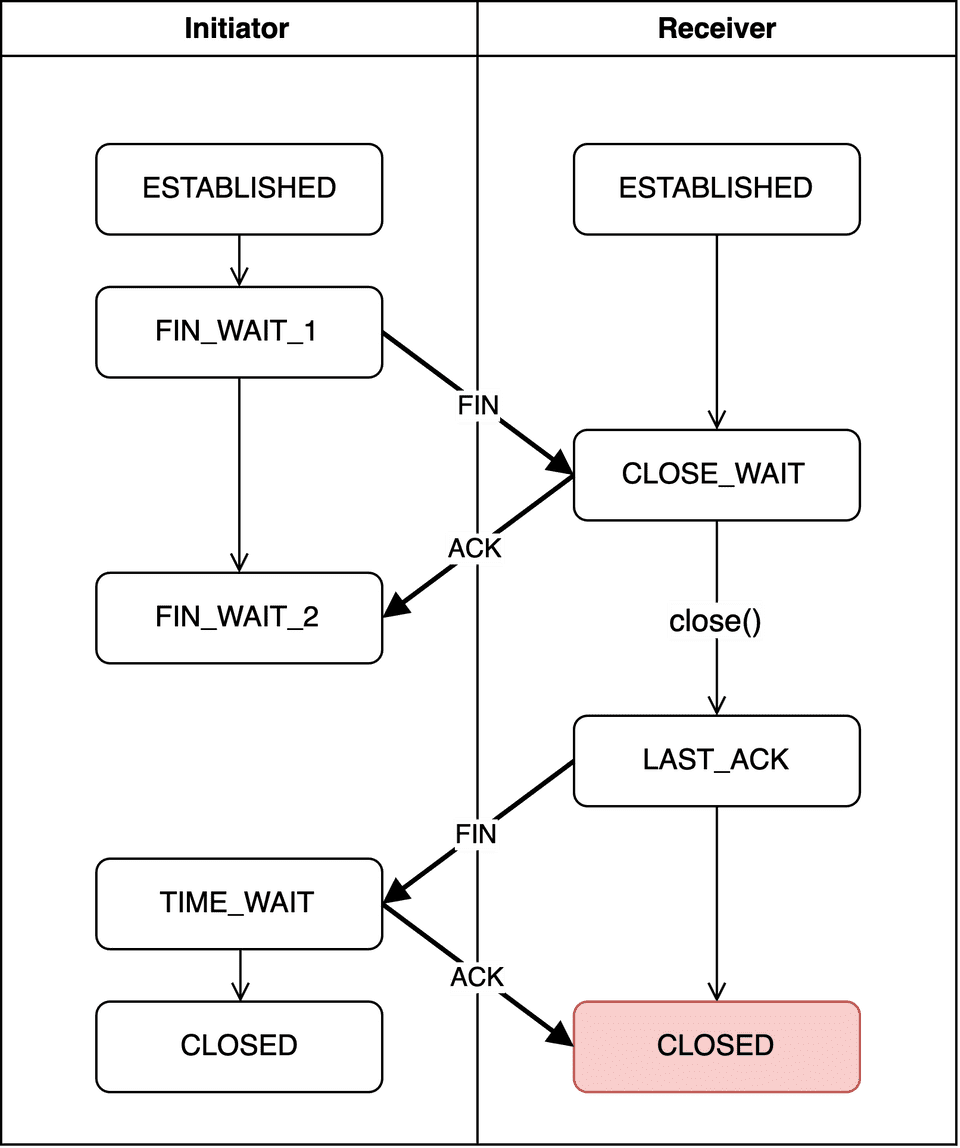 Initiator
Receiver
ESTABLISHED
ESTABLISHED
FIN_WAIT_1
FIN
CLOSE_WAIT
ACK
FIN_WAIT_2
close()
LAST_ACK
FIN
TIME_WAIT
ACK
CLOSED
CLOSED